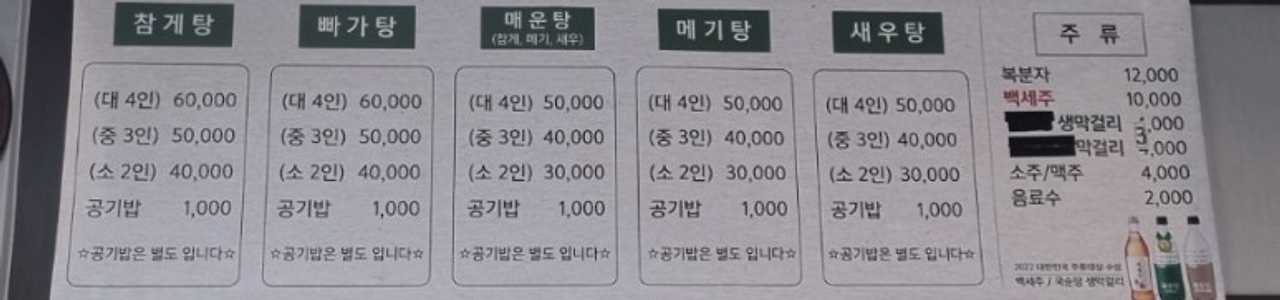 참게탕
(대 4인) 60,000
(중 3인) 50,000
(소 2인) 40,000
공기밥 1,000
☆공기밥은 별도 입니다☆
빠가탕
(대 4인) 60,000
(중 3인) 50,000
(소 2인) 40,000
공기밥 1,000
☆공기밥은 별도 입니다☆
매운탕
(참게, 메기, 새우)
(대 4인) 50,000
(중 3인) 40,000
(소 2인) 30,000
공기밥 1,000
☆공기밥은 별도 입니다☆
메기탕
(대 4인) 50,000
(중 3인) 40,000
(소 2인) 30,000
공기밥 1,000
☆공기밥은 별도 입니다☆
새우탕
(대 4인) 50,000
(중 3인) 40,000
(소 2인) 30,000
공기밥 1,000
☆공기밥은 별도 입니다☆
주 류
복분자 12,000
백세주 10,000
생막걸리
막걸리
소주/맥주 4,000
음료수 2,000
2022 대한민국 주류대상 수상
백세주 / 국순당 생막걸리